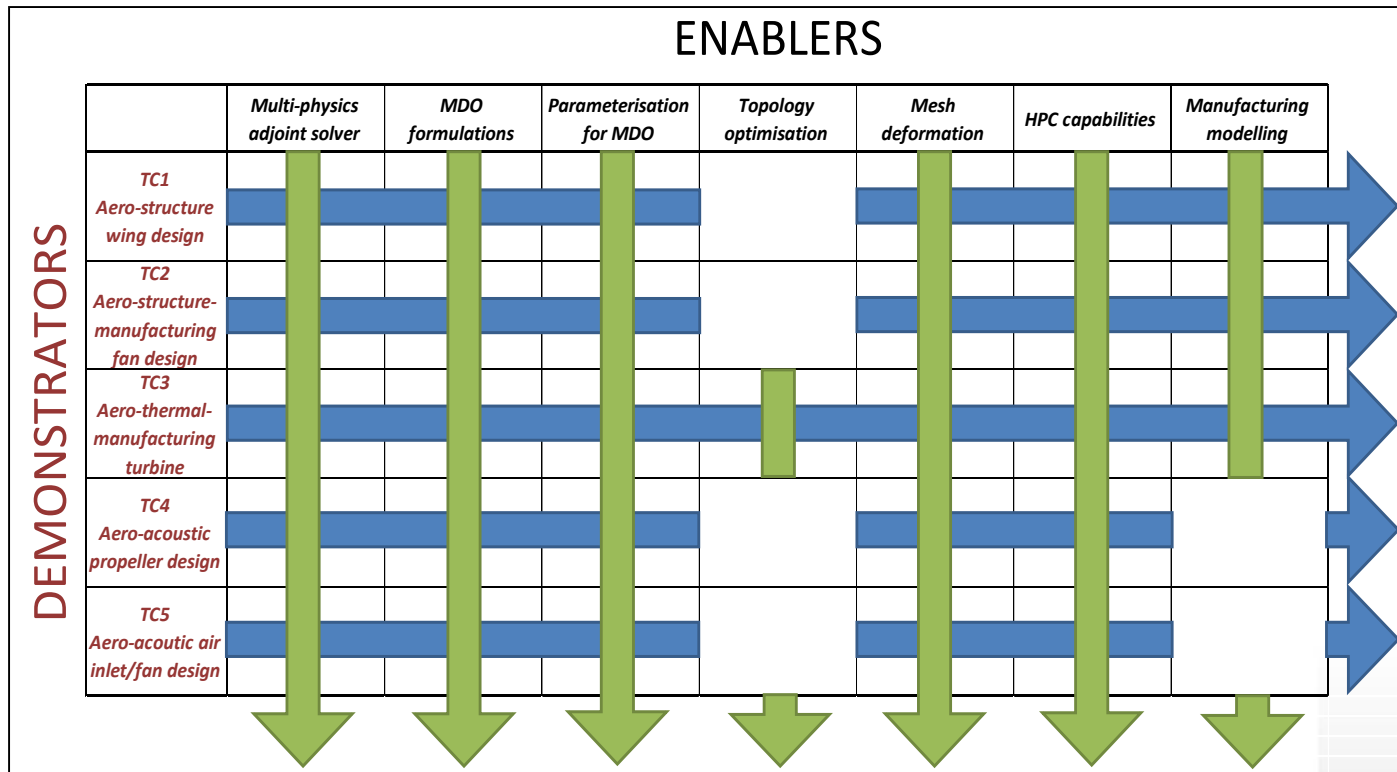 ENABLERS
Multi-physics
adjoint solver
MDO
formulations
Parameterisation
for MDO
Topology
optimisation
Mesh
deformation
HPC capabilities
Manufacturing
modelling
DEMONSTRATORS
TC1
Aero-structure
wing design
TC2
Aero-structure-
manufacturing
fan design
TC3
Aero-thermal-
manufacturing
turbine
TC4
Aero-acoustic
propeller design
TC5
Aero-acoutic air
inlet/fan design